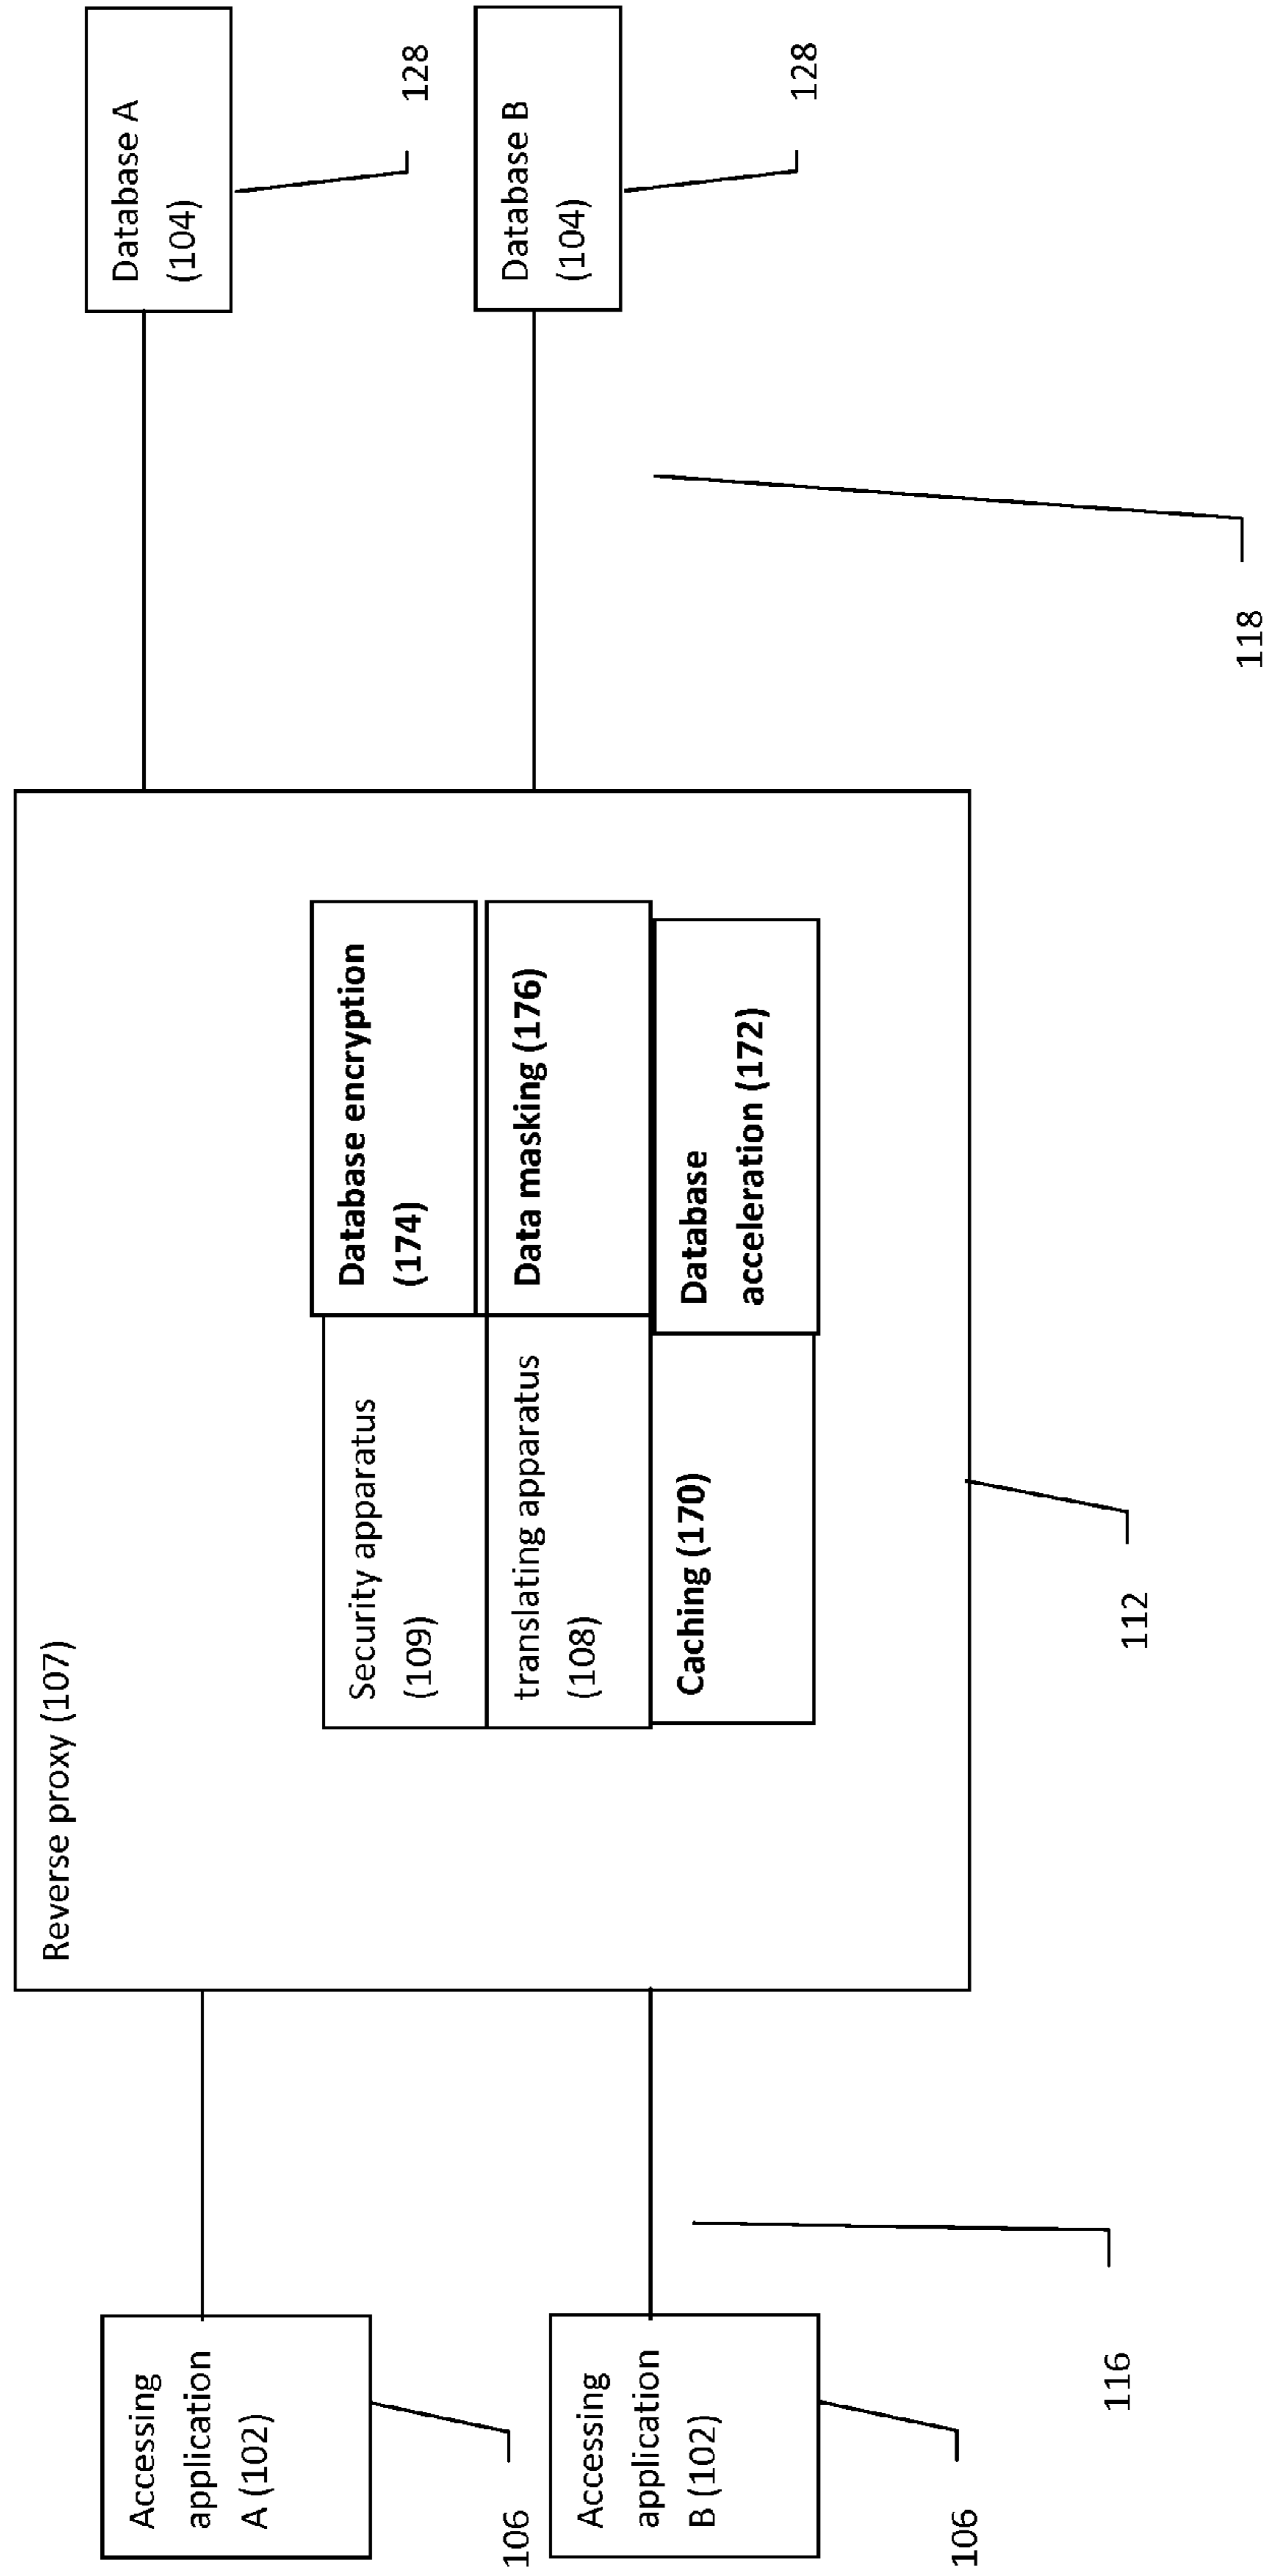 Reverse proxy (107)
Accessing
application
A (102)
106
Accessing
application
B (102)
106
116
Security apparatus
(109)
Database encryption
(174)
translating apparatus
(108)
Data masking (176)
Caching (170)
Database
acceleration (172)
112
Database A
(104)
128
Database B
(104)
128
118